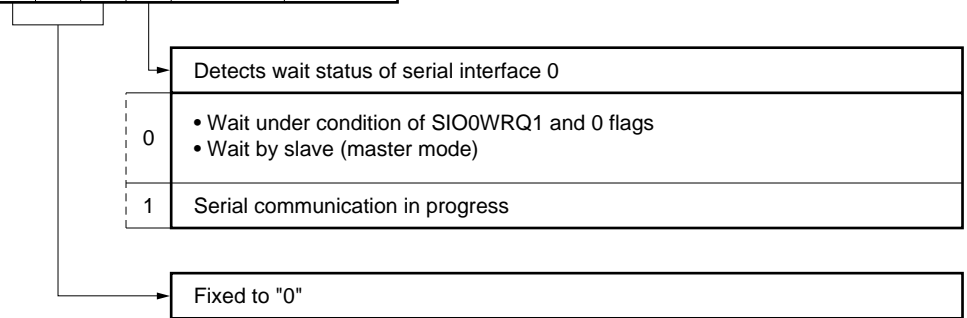 Detects wait status of serial interface 0
0
• Wait under condition of SIO0WRQ1 and 0 flags
• Wait by slave (master mode)
1 Serial communication in progress
Fixed to "0"